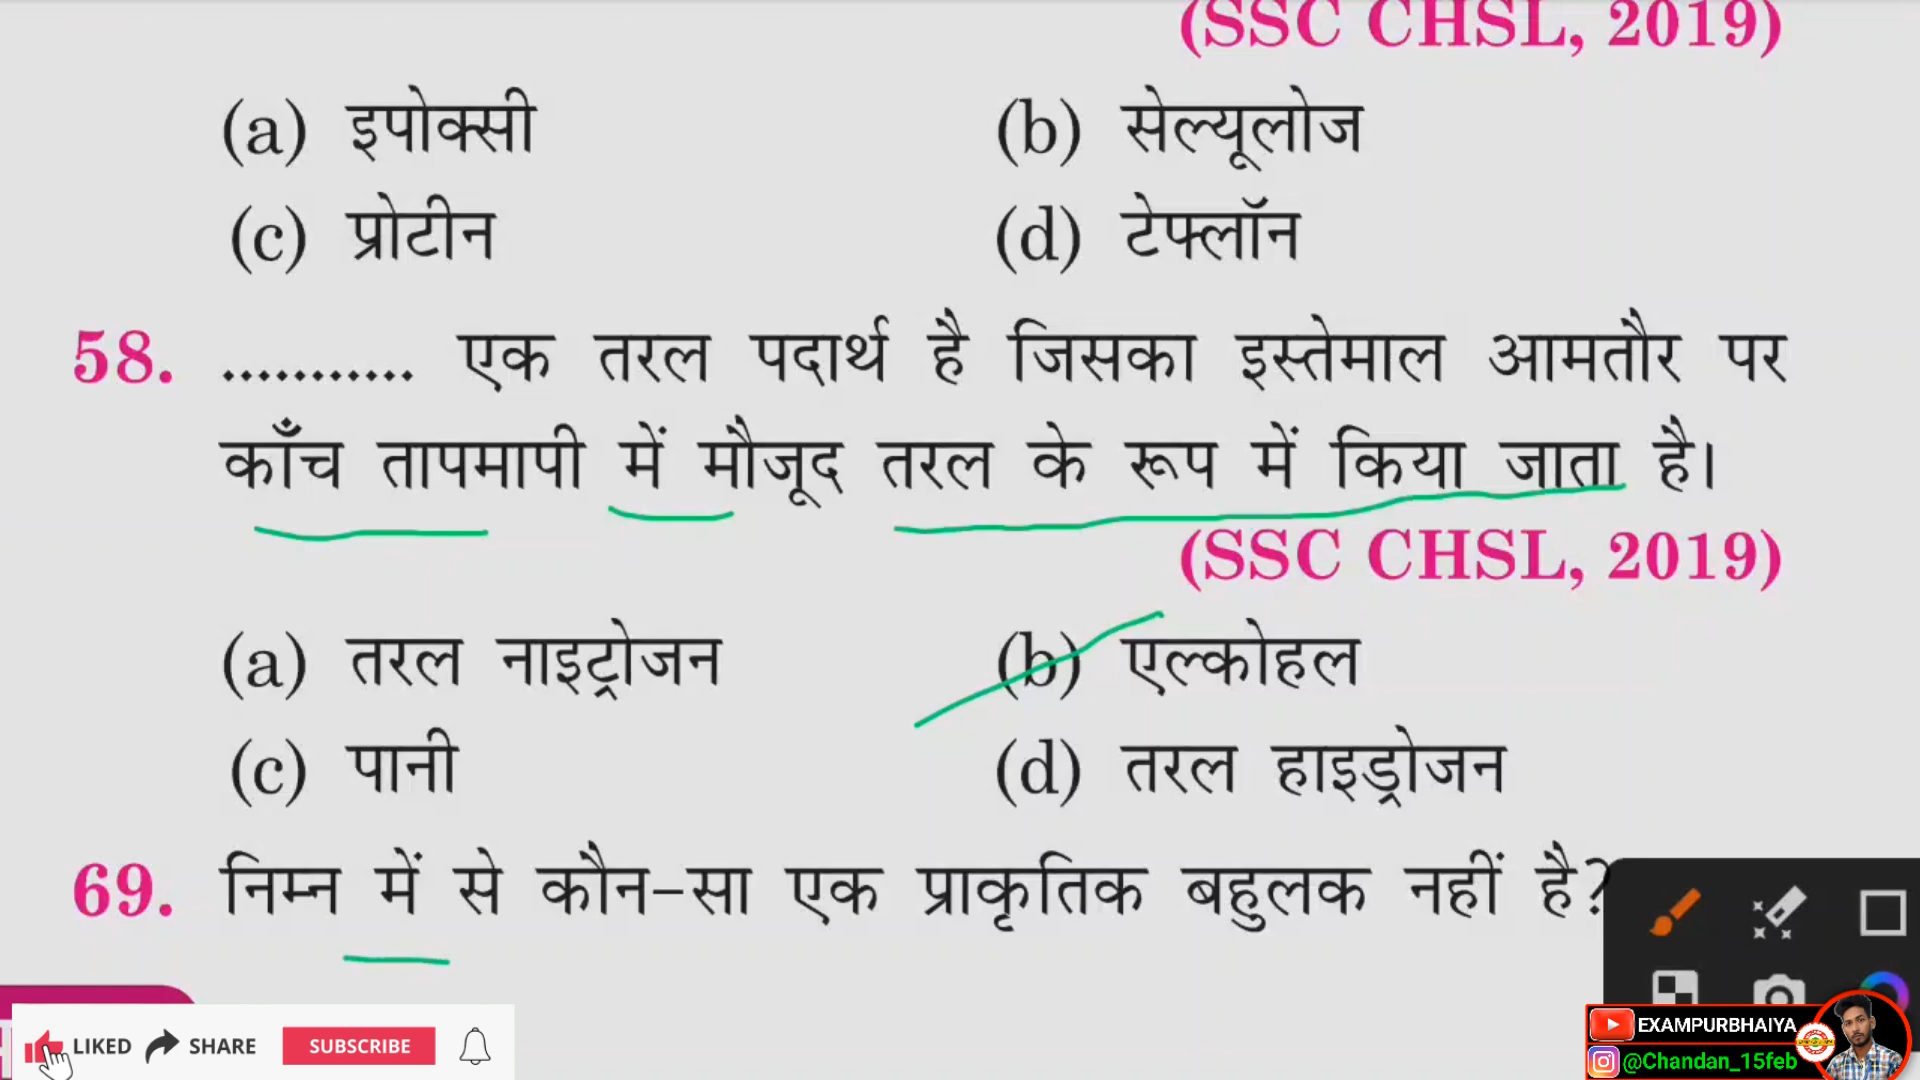 (SSC CHSL, 2019)
(a) इपोक्सी (b) सेल्यूलोज
(c) प्रोटीन (d) टेफ्लॉन
58. ........... एक तरल पदार्थ है जिसका इस्तेमाल आमतौर पर
काँच तापमापी में मौजूद तरल के रूप में किया जाता है।
(SSC CHSL, 2019)
(a) तरल नाइट्रोजन (b) एल्कोहल
(c) पानी (d) तरल हाइड्रोजन
69. निम्न में से कौन-सा एक प्राकृतिक बहुलक नहीं है?
LIKED SHARE SUBSCRIBE
EXAMPURBHAIYA
@Chandan_15feb